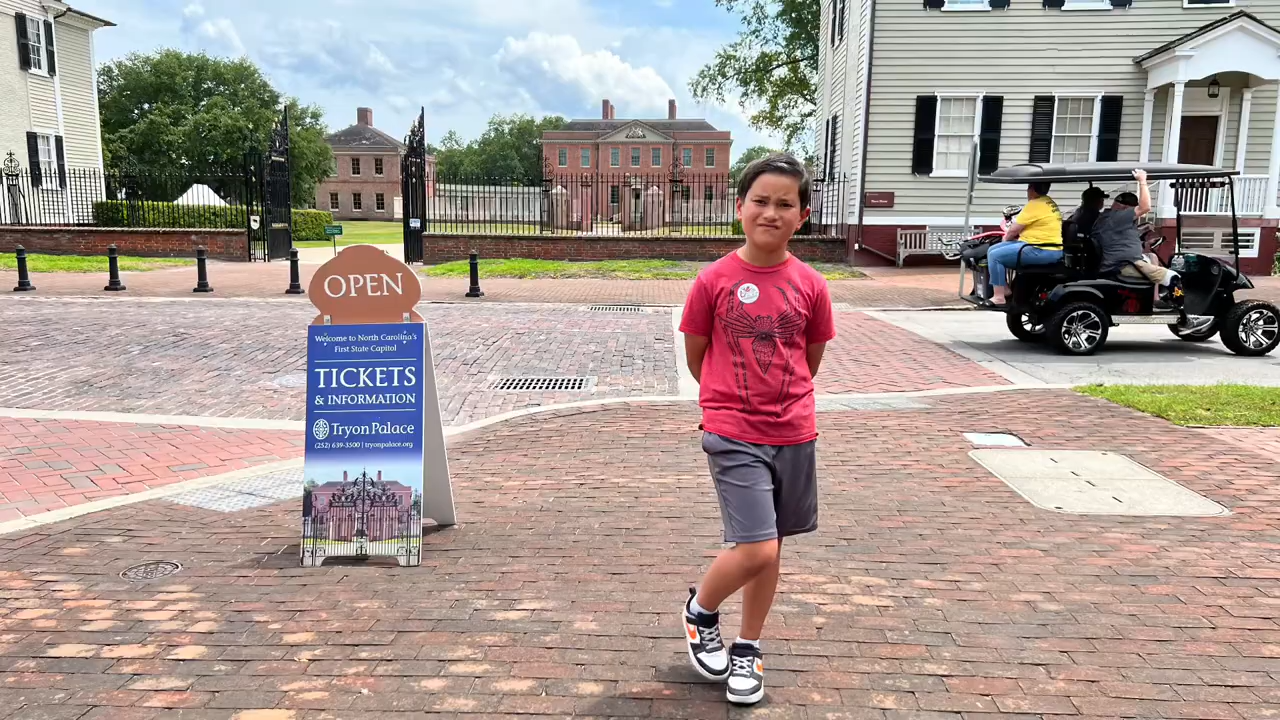 OPEN
Welcome to North Carolina's
First State Capitol
TICKETS
& INFORMATION
Tryon Palace
(252) 639-3500 | tryonpalace.org